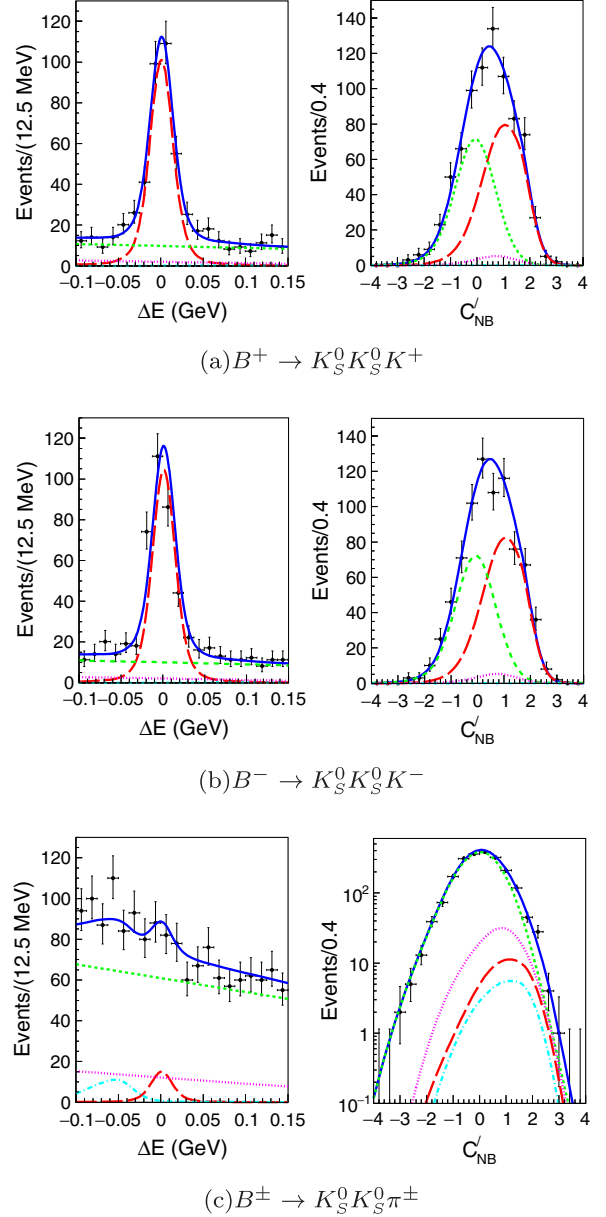 Events/(12.5 MeV)
120
100
80
60
40
20
0
−0.1 −0.05 0 0.05 0.1 0.15
ΔE (GeV)
Events/0.4
140
120
100
80
60
40
20
0
−4 −3 −2 −1 0 1 2 3 4
C′NB
(a)B⁺ → K⁰_S K⁰_S K⁺
Events/(12.5 MeV)
120
100
80
60
40
20
0
−0.1 −0.05 0 0.05 0.1 0.15
ΔE (GeV)
Events/0.4
140
120
100
80
60
40
20
0
−4 −3 −2 −1 0 1 2 3 4
C′NB
(b)B⁻ → K⁰_S K⁰_S K⁻
Events/(12.5 MeV)
120
100
80
60
40
20
0
−0.1 −0.05 0 0.05 0.1 0.15
ΔE (GeV)
Events/0.4
10²
10
1
10⁻¹
−4 −3 −2 −1 0 1 2 3 4
C′NB
(c)B± → K⁰_S K⁰_S π±